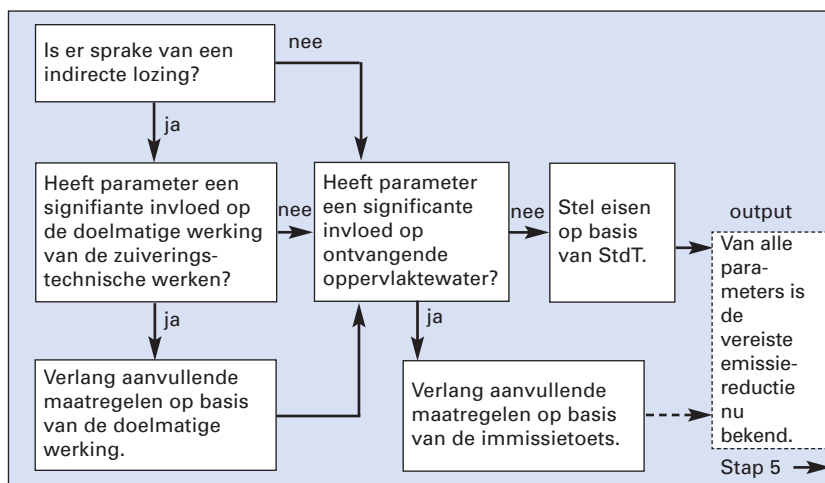 Is er sprake van een
indirecte lozing?
nee
ja
Heeft parameter een
signifiante invloed op
de doelmatige werking
van de zuiverings-
technische werken?
nee
Heeft parameter
een significante
invloed op
ontvangende
oppervlaktewater?
nee
Stel eisen
op basis
van StdT.
output
Van alle
para-
meters is
de
vereiste
emissie-
reductie
nu
bekend.
ja
Verlang aanvullende
maatregelen op basis
van de doelmatige
werking.
ja
Verlang aanvullende
maatregelen op basis
van de immissietoets.
Stap 5